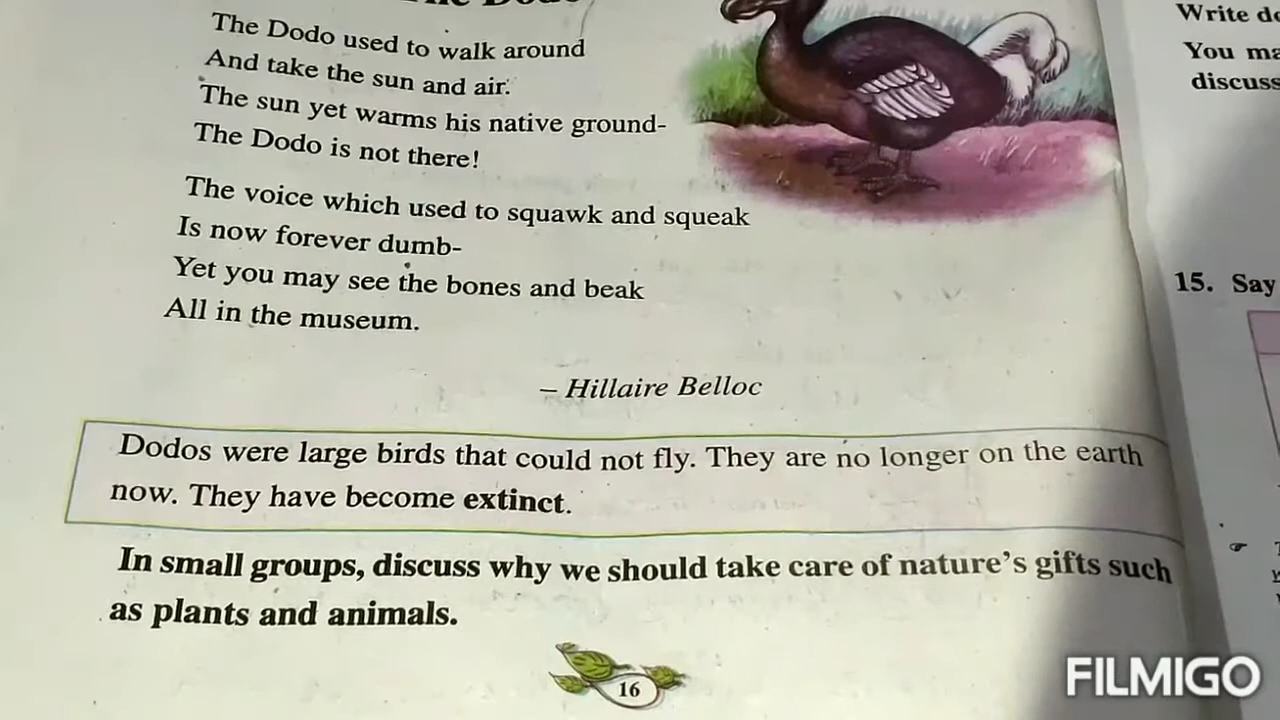 The Dodo used to walk around
And take the sun and air.
The sun yet warms his native ground-
The Dodo is not there!
The voice which used to squawk and squeak
Is now forever dumb-
Yet you may see the bones and beak
All in the museum.
– Hillaire Belloc
Dodos were large birds that could not fly. They are no longer on the earth
now. They have become extinct.
In small groups, discuss why we should take care of nature's gifts such
as plants and animals.
16
Write
You
discuss
15. Say
FILMIGO